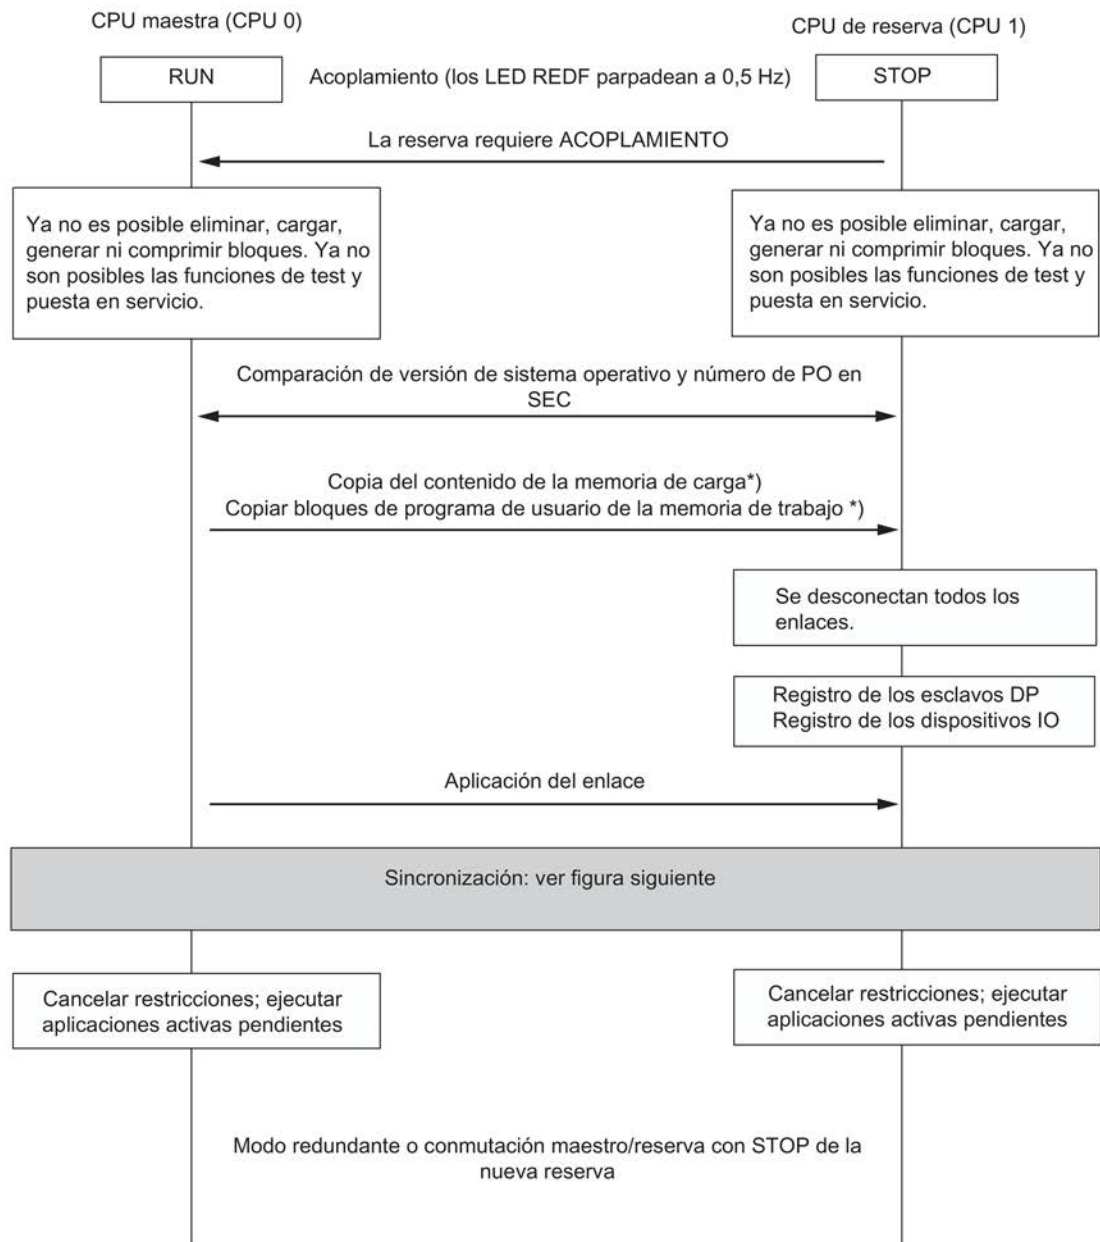 CPU maestra (CPU 0)
CPU de reserva (CPU 1)
RUN
Acoplamiento (los LED REDF parpadean a 0,5 Hz)
STOP
La reserva requiere ACOPLAMIENTO
Ya no es posible eliminar, cargar,
generar ni comprimir bloques. Ya no
son posibles las funciones de test y
puesta en servicio.
Ya no es posible eliminar, cargar,
generar ni comprimir bloques. Ya no
son posibles las funciones de test y
puesta en servicio.
Comparación de versión de sistema operativo y número de PO en
SEC
Copia del contenido de la memoria de carga*)
Copiar bloques de programa de usuario de la memoria de trabajo *)
Se desconectan todos los
enlaces.
Registro de los esclavos DP
Registro de los dispositivos IO
Aplicación del enlace
Sincronización: ver figura siguiente
Cancelar restricciones; ejecutar
aplicaciones activas pendientes
Cancelar restricciones; ejecutar
aplicaciones activas pendientes
Modo redundante o conmutación maestro/reserva con STOP de la
nueva reserva